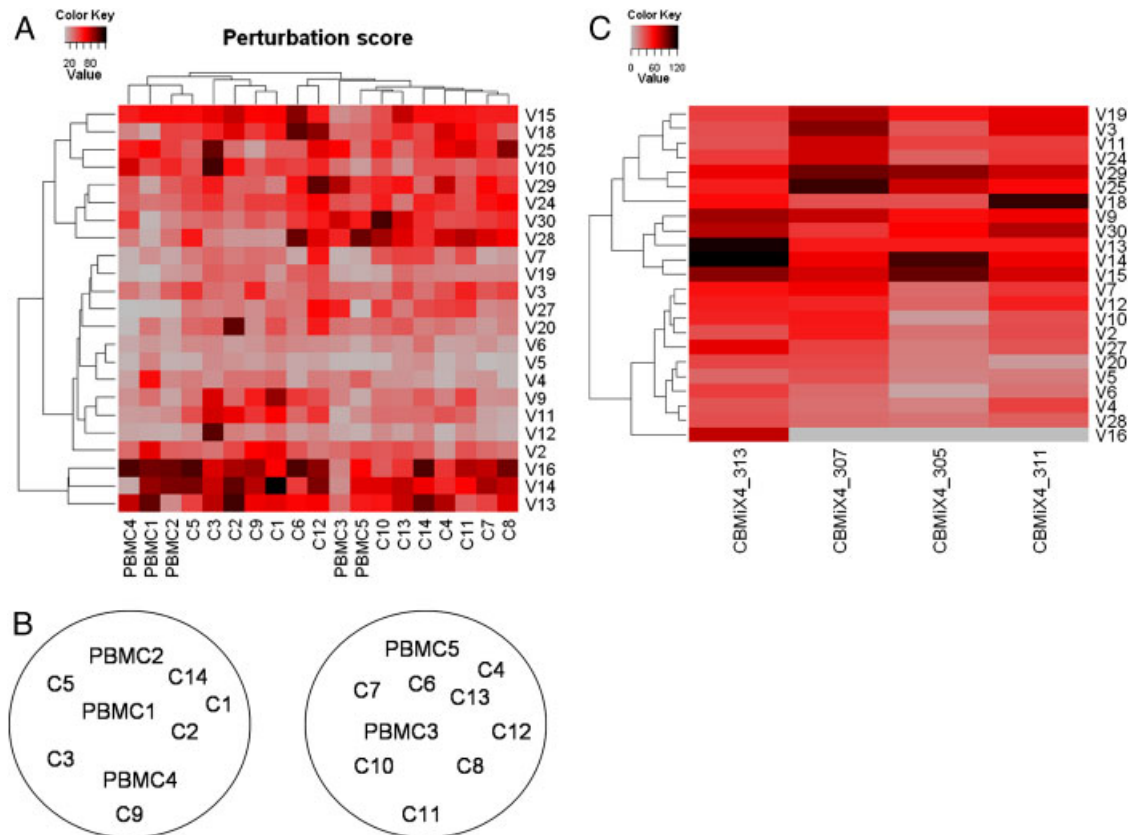 A
Color Key
20 80
Value
Perturbation score
V15
V18
V25
V10
V29
V24
V30
V28
V7
V19
V3
V27
V20
V6
V5
V4
V9
V11
V12
V2
V16
V14
V13
PBMC4
PBMC1
PBMC2
C5
C3
C2
C9
C1
C6
C12
PBMC3
PBMC5
C10
C13
C14
C4
C11
C7
C8
C
Color Key
0 60 120
Value
V19
V3
V11
V24
V29
V25
V18
V9
V30
V13
V14
V15
V7
V12
V10
V2
V27
V20
V5
V6
V4
V28
V16
CBMiX4_313
CBMiX4_307
CBMiX4_305
CBMiX4_311
B
PBMC2
C5
C14
PBMC1
C1
C2
C3
PBMC4
C9
PBMC5
C4
C7
C6
C13
PBMC3
C12
C10
C8
C11